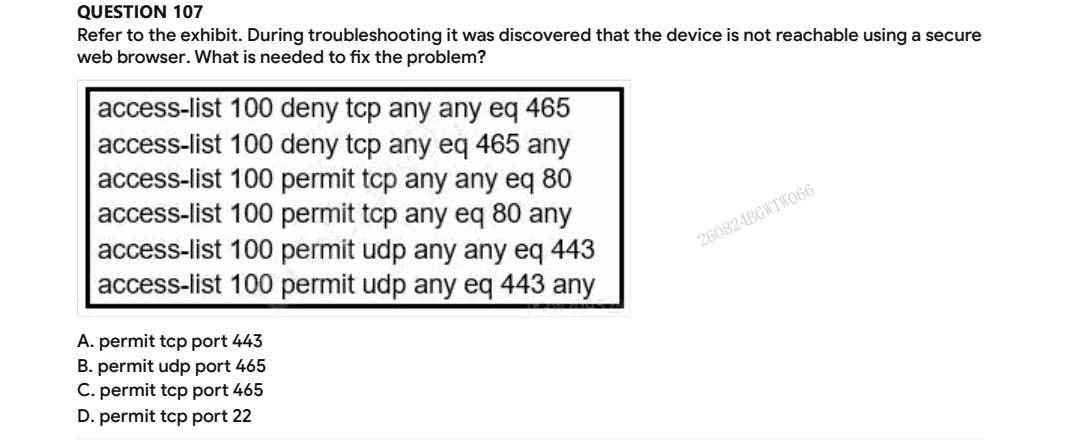 QUESTION 107
Refer to the exhibit. During troubleshooting it was discovered that the device is not reachable using a secure
web browser. What is needed to fix the problem?
access-list 100 deny tcp any any eq 465
access-list 100 deny tcp any eq 465 any
access-list 100 permit tcp any any eq 80
access-list 100 permit tcp any eq 80 any
access-list 100 permit udp any any eq 443
access-list 100 permit udp any eq 443 any
260824BGWTW066
A. permit tcp port 443
B. permit udp port 465
C. permit tcp port 465
D. permit tcp port 22